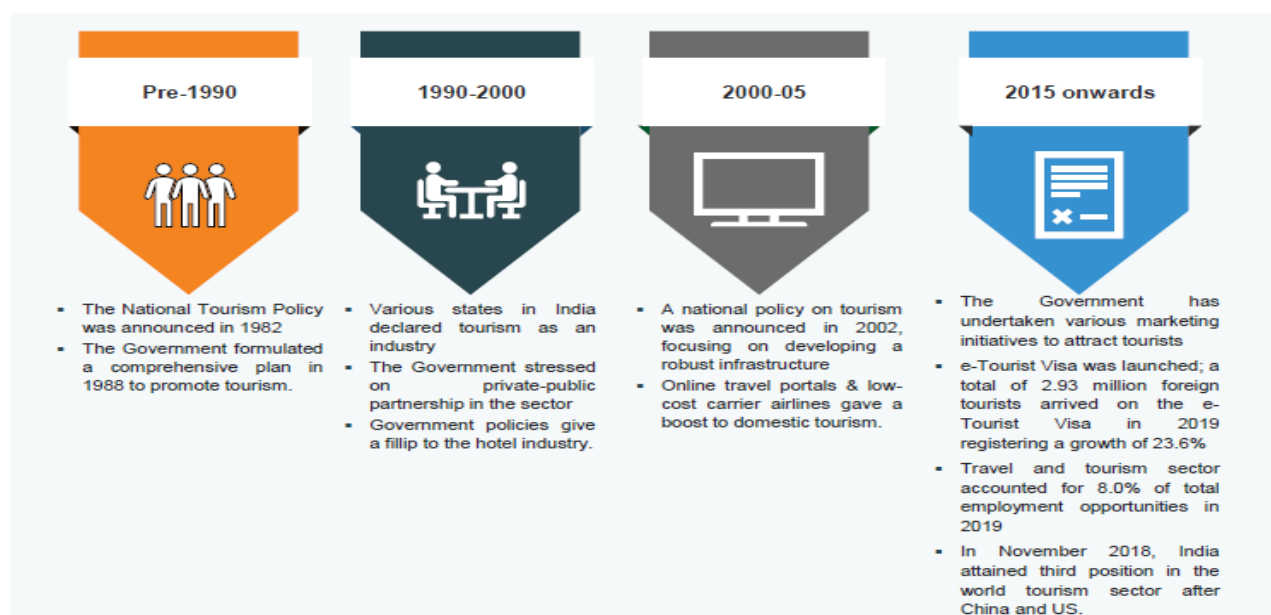 Pre-1990
▪ The National Tourism Policy
was announced in 1982
▪ The Government formulated
a comprehensive plan in
1988 to promote tourism.
1990-2000
▪ Various states in India
declared tourism as an
industry
▪ The Government stressed
on private-public
partnership in the sector
▪ Government policies give
a fillip to the hotel industry.
2000-05
▪ A national policy on tourism
was announced in 2002,
focusing on developing a
robust infrastructure
▪ Online travel portals & low-
cost carrier airlines gave a
boost to domestic tourism.
2015 onwards
▪ The Government has
undertaken various marketing
initiatives to attract tourists
▪ e-Tourist Visa was launched; a
total of 2.93 million foreign
tourists arrived on the e-
Tourist Visa in 2019
registering a growth of 23.6%
▪ Travel and tourism sector
accounted for 8.0% of total
employment opportunities in
2019
▪ In November 2018, India
attained third position in the
world tourism sector after
China and US.